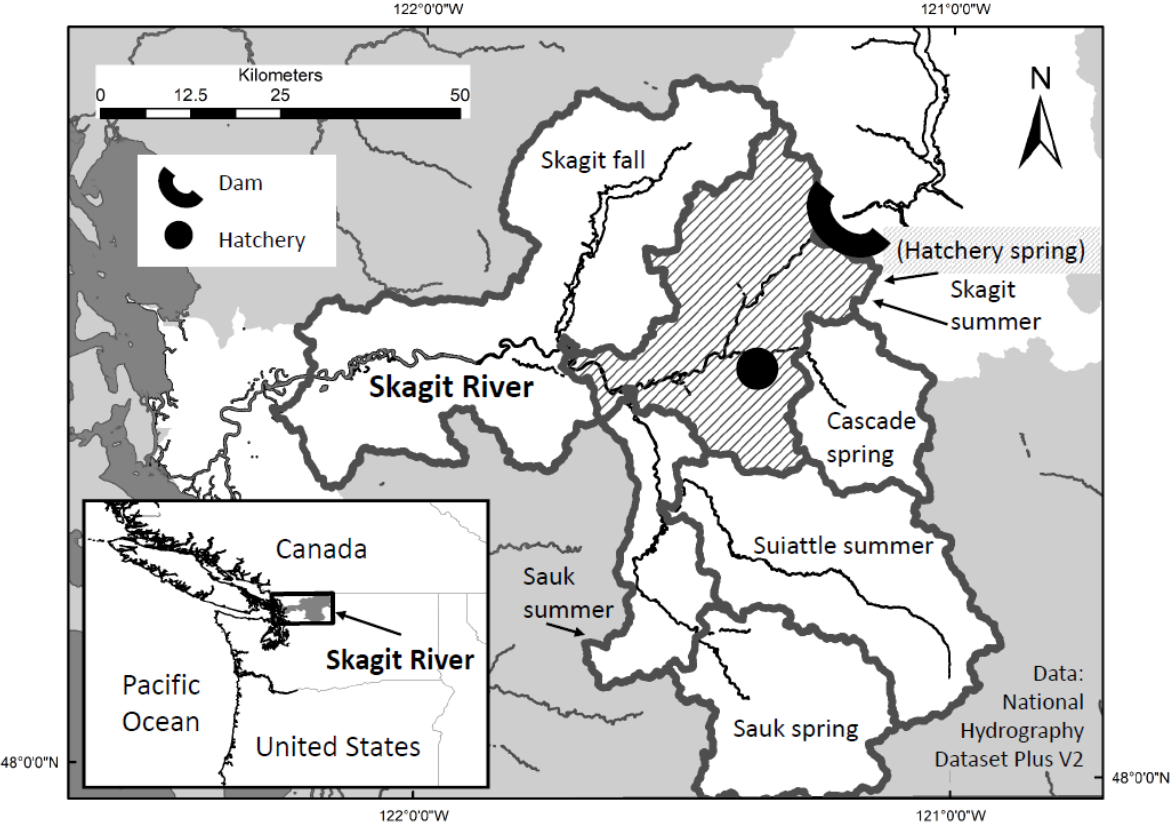 122°0'0"W
121°0'0"W
Kilometers
0 12.5 25 50
N
Dam
Hatchery
Skagit fall
(Hatchery spring)
Skagit
summer
Skagit River
Cascade
spring
Canada
Suiattle summer
Sauk
summer
Skagit River
Pacific
Ocean
United States
Sauk spring
Data:
National
Hydrography
Dataset Plus V2
48°0'0"N
48°0'0"N
122°0'0"W
121°0'0"W